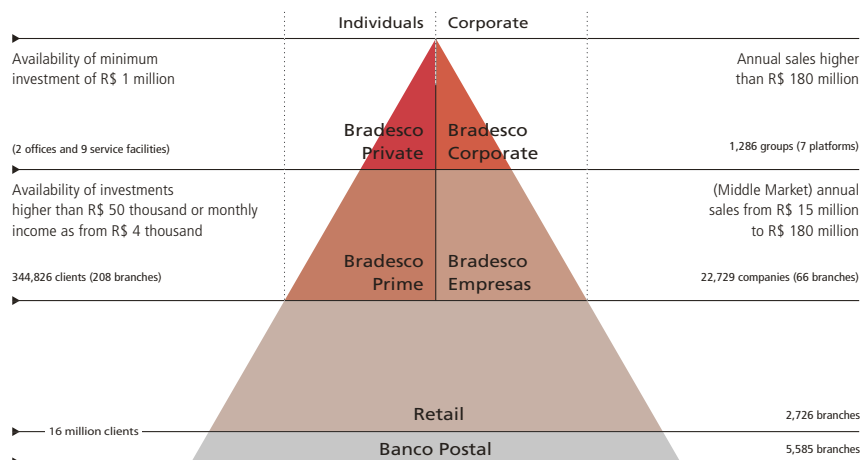 Individuals Corporate
Availability of minimum
investment of R$ 1 million
Annual sales higher
than R$ 180 million
Bradesco
Private
Bradesco
Corporate
(2 offices and 9 service facilities)
1,286 groups (7 platforms)
Availability of investments
higher than R$ 50 thousand or monthly
income as from R$ 4 thousand
(Middle Market) annual
sales from R$ 15 million
to R$ 180 million
Bradesco
Prime
Bradesco
Empresas
344,826 clients (208 branches)
22,729 companies (66 branches)
Retail
2,726 branches
16 million clients
Banco Postal
5,585 branches